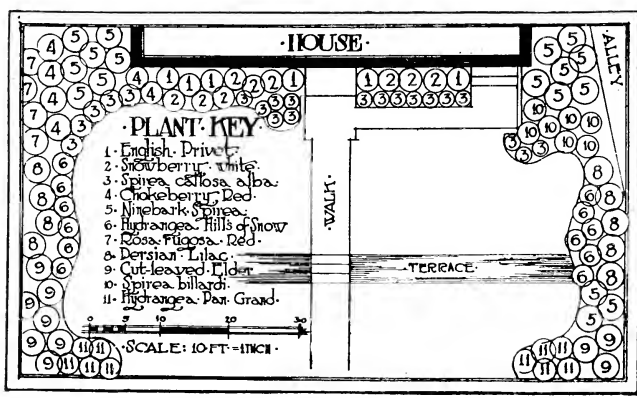 ·HOUSE·
ALLEY
·PLANT·KEY·
1·English·Privet·
2·Snowberry·White·
3·Spirea callosa alba·
4·Chokeberry·Red·
5·Ninebark·Spirea·
6·Hydrangea·Hills of Snow
7·Rosa·Rugosa·Red·
8·Persian·Lilac·
9·Cut-leaved·Elder
10·Spirea billardi·
11·Hydrangea·Pan·Grand·
WALK
·TERRACE·
0 5 10 20 30
·SCALE: 10 FT·=1 INCH·